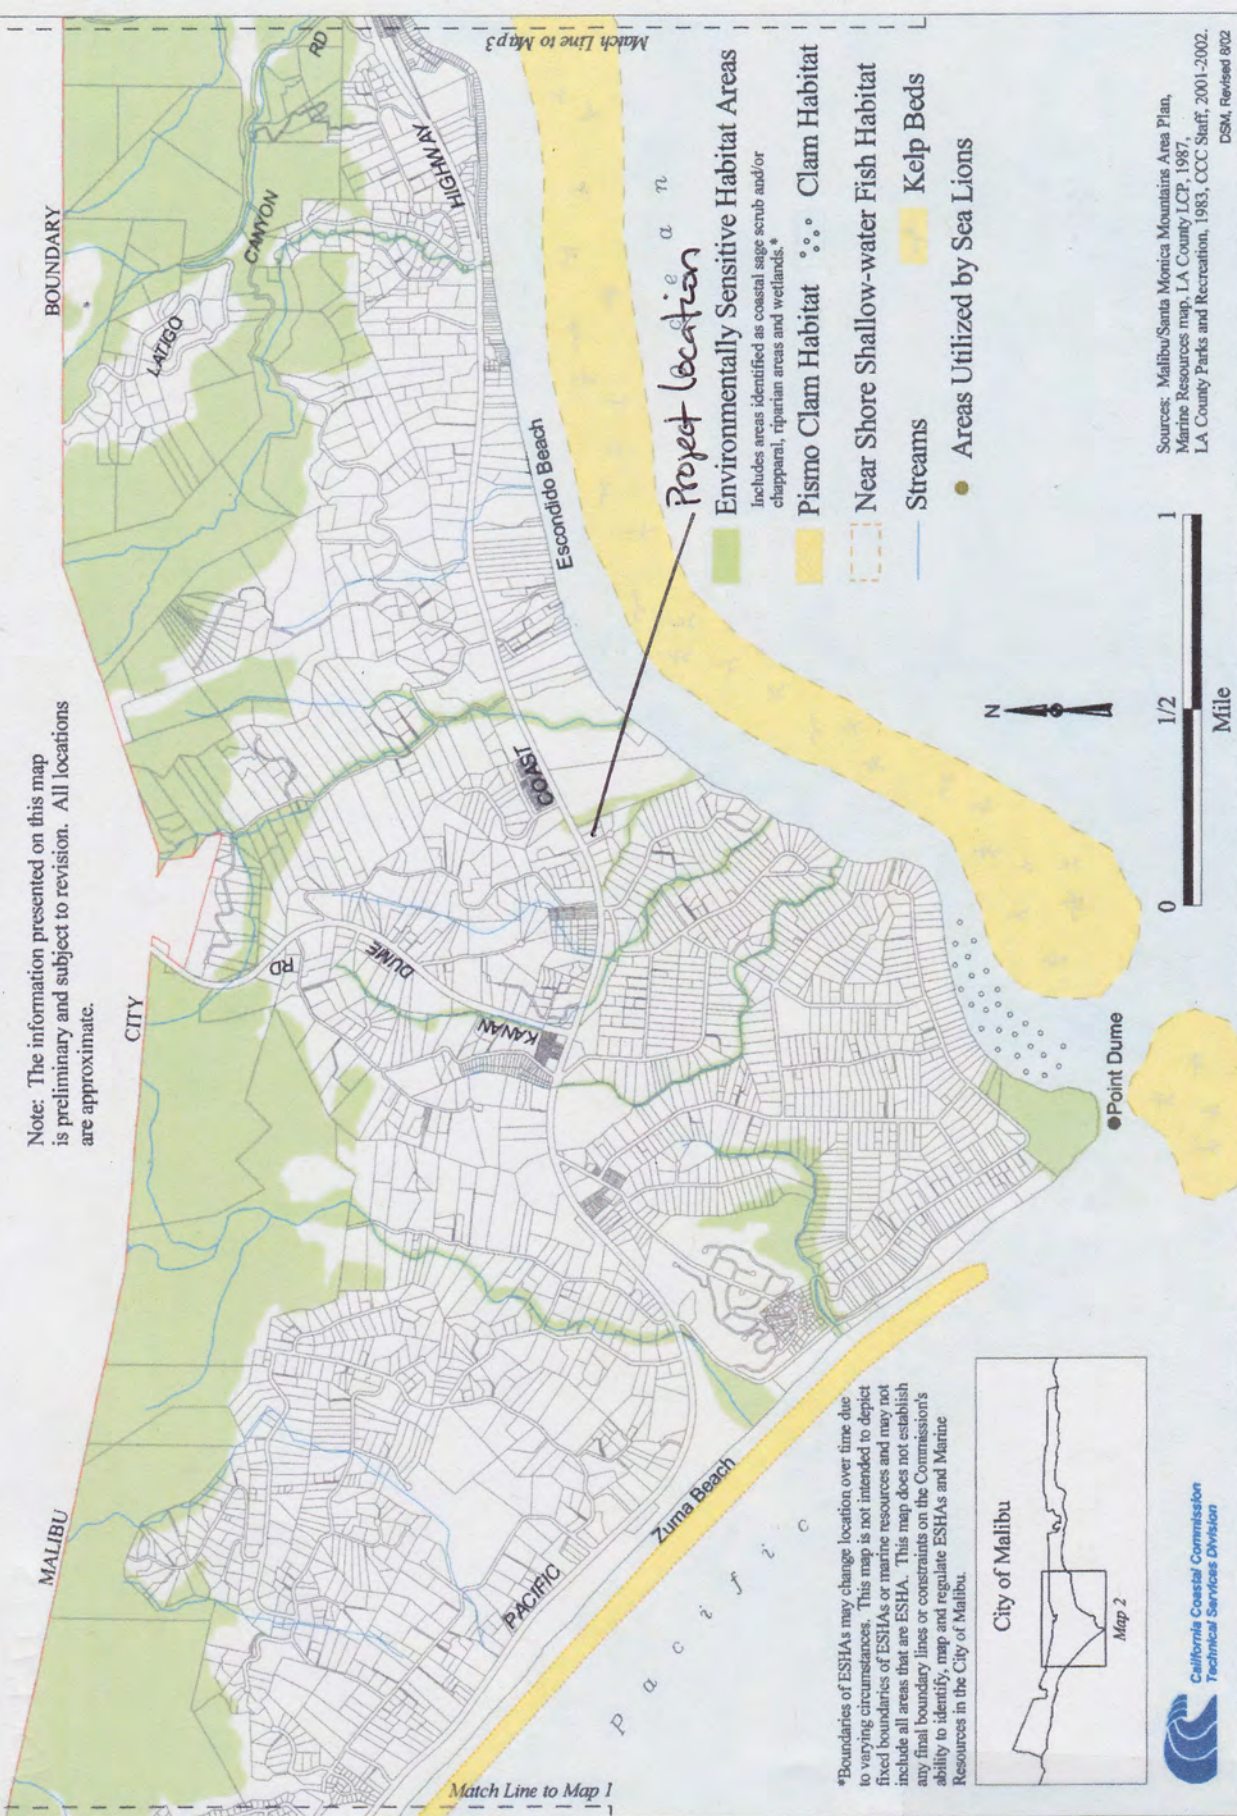 Note: The information presented on this map
is preliminary and subject to revision. All locations
are approximate.
MALIBU
CITY
BOUNDARY
LATIGO
CANYON
RD
HIGHWAY
Match Line to Map 3
RD
DUME
KANAN
COAST
PACIFIC
Escondido Beach
Zuma Beach
Point Dume
P a c i f i c
e a n
Project location
Match Line to Map 1
Environmentally Sensitive Habitat Areas
Includes areas identified as coastal sage scrub and/or
chapparal, riparian areas and wetlands.*
Pismo Clam Habitat
Clam Habitat
Near Shore Shallow-water Fish Habitat
Streams
Kelp Beds
Areas Utilized by Sea Lions
N
0 1/2 1
Mile
*Boundaries of ESHAs may change location over time due
to varying circumstances. This map is not intended to depict
fixed boundaries of ESHAs or marine resources and may not
include all areas that are ESHA. This map does not establish
any final boundary lines or constraints on the Commission's
ability to identify, map and regulate ESHAs and Marine
Resources in the City of Malibu.
City of Malibu
Map 2
California Coastal Commission
Technical Services Division
Sources: Malibu/Santa Monica Mountains Area Plan,
Marine Resources map, LA County LCP, 1987,
LA County Parks and Recreation, 1983, CCC Staff, 2001-2002.
DSM, Revised 8/02